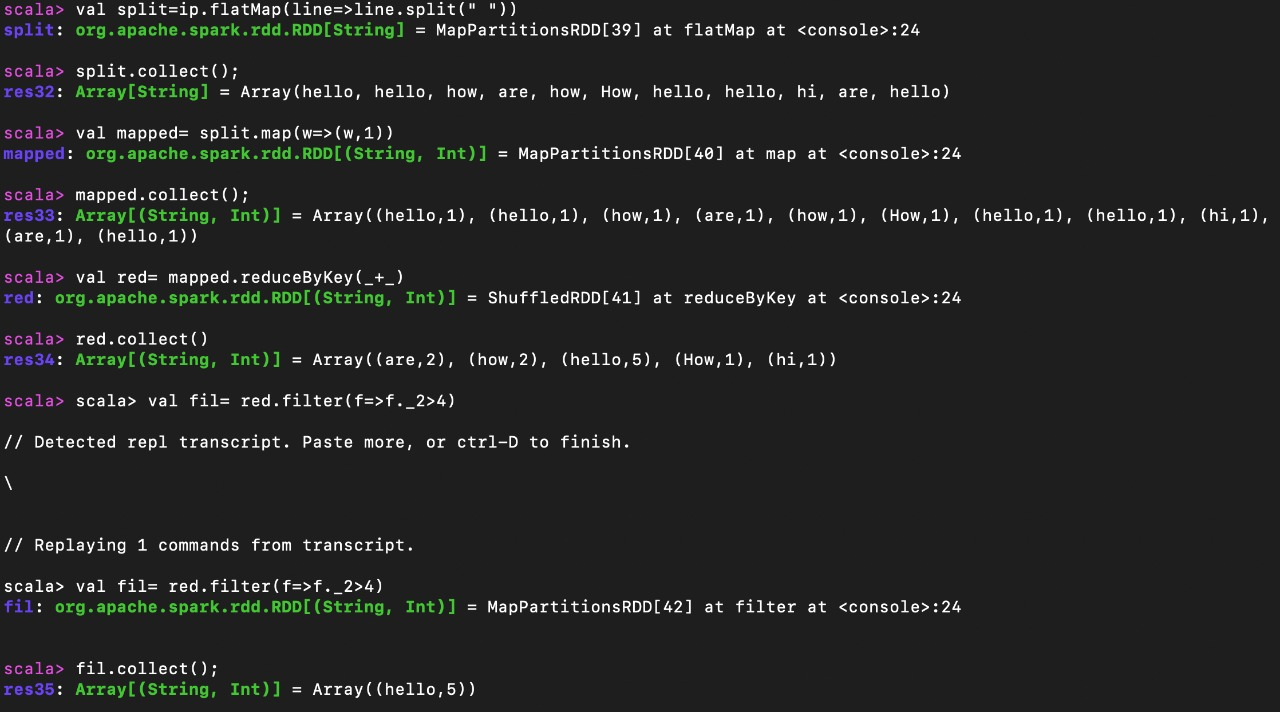 scala> val split=ip.flatMap(line=>line.split(" "))
split: org.apache.spark.rdd.RDD[String] = MapPartitionsRDD[39] at flatMap at <console>:24
scala> split.collect();
res32: Array[String] = Array(hello, hello, how, are, how, How, hello, hello, hi, are, hello)
scala> val mapped= split.map(w=>(w,1))
mapped: org.apache.spark.rdd.RDD[(String, Int)] = MapPartitionsRDD[40] at map at <console>:24
scala> mapped.collect();
res33: Array[(String, Int)] = Array((hello,1), (hello,1), (how,1), (are,1), (how,1), (How,1), (hello,1), (hello,1), (hi,1),
(are,1), (hello,1))
scala> val red= mapped.reduceByKey(_+_)
red: org.apache.spark.rdd.RDD[(String, Int)] = ShuffledRDD[41] at reduceByKey at <console>:24
scala> red.collect()
res34: Array[(String, Int)] = Array((are,2), (how,2), (hello,5), (How,1), (hi,1))
scala> scala> val fil= red.filter(f=>f._2>4)
// Detected repl transcript. Paste more, or ctrl-D to finish.
\
// Replaying 1 commands from transcript.
scala> val fil= red.filter(f=>f._2>4)
fil: org.apache.spark.rdd.RDD[(String, Int)] = MapPartitionsRDD[42] at filter at <console>:24
scala> fil.collect();
res35: Array[(String, Int)] = Array((hello,5))